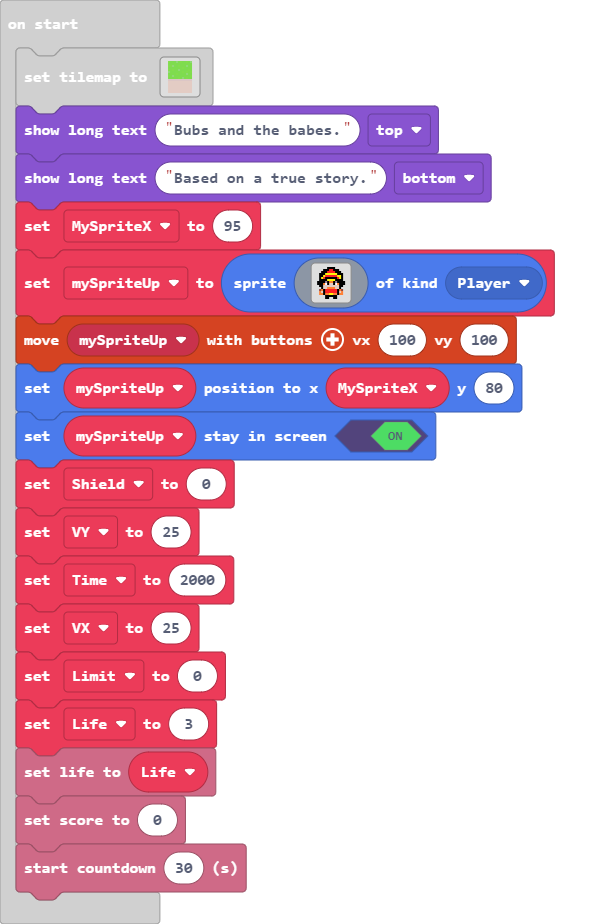 on start
set tilemap to
show long text "Bubs and the babes." top
show long text "Based on a true story." bottom
set MySpriteX to 95
set mySpriteUp to sprite of kind Player
move mySpriteUp with buttons vx 100 vy 100
set mySpriteUp position to x MySpriteX y 80
set mySpriteUp stay in screen ON
set Shield to 0
set VY to 25
set Time to 2000
set VX to 25
set Limit to 0
set Life to 3
set life to Life
set score to 0
start countdown 30 (s)